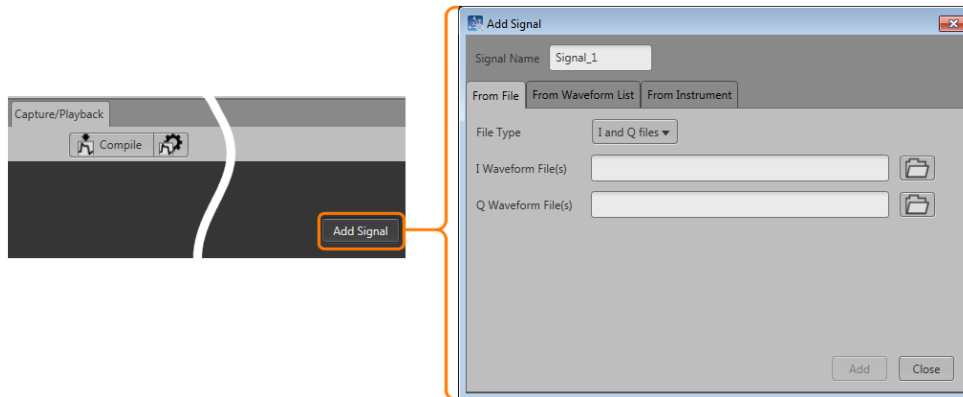 Capture/Playback
Compile
Add Signal
Add Signal
Signal Name Signal_1
From File From Waveform List From Instrument
File Type I and Q files
I Waveform File(s)
Q Waveform File(s)
Add Close